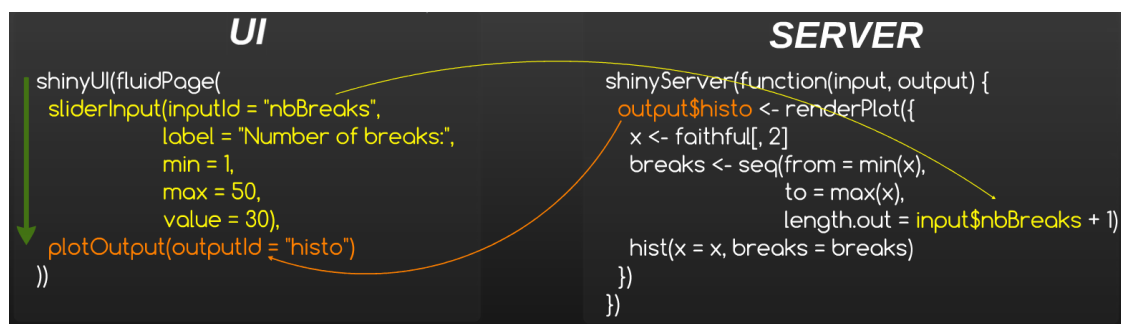 UI
shinyUI(fluidPage(
sliderInput(inputId = "nbBreaks",
label = "Number of breaks:",
min = 1,
max = 50,
value = 30),
plotOutput(outputId = "histo")
))
SERVER
shinyServer(function(input, output) {
output$histo <- renderPlot({
x <- faithful[, 2]
breaks <- seq(from = min(x),
to = max(x),
length.out = input$nbBreaks + 1)
hist(x = x, breaks = breaks)
})
})